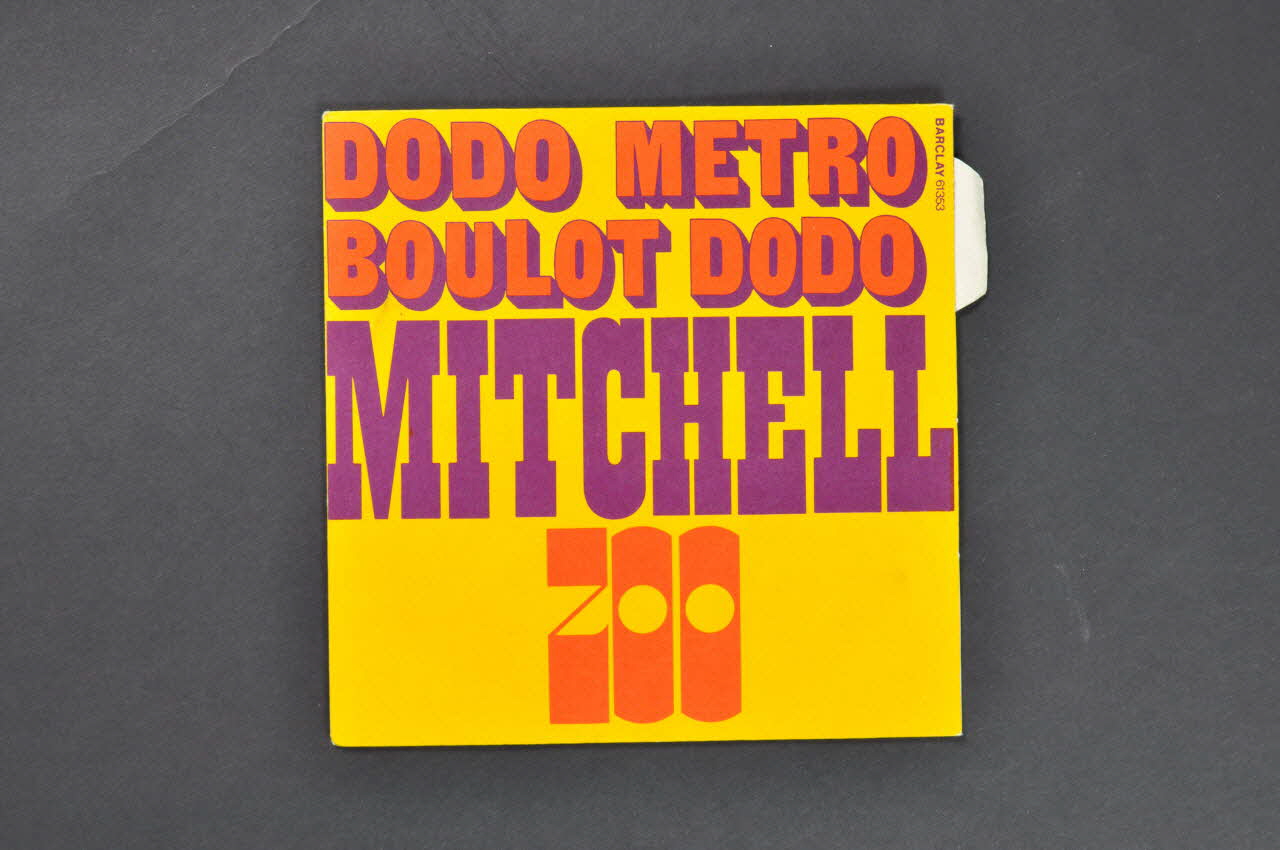 DODO METRO
BOULOT DODO
MITCHELL
ZOO
BARCLAY 61353